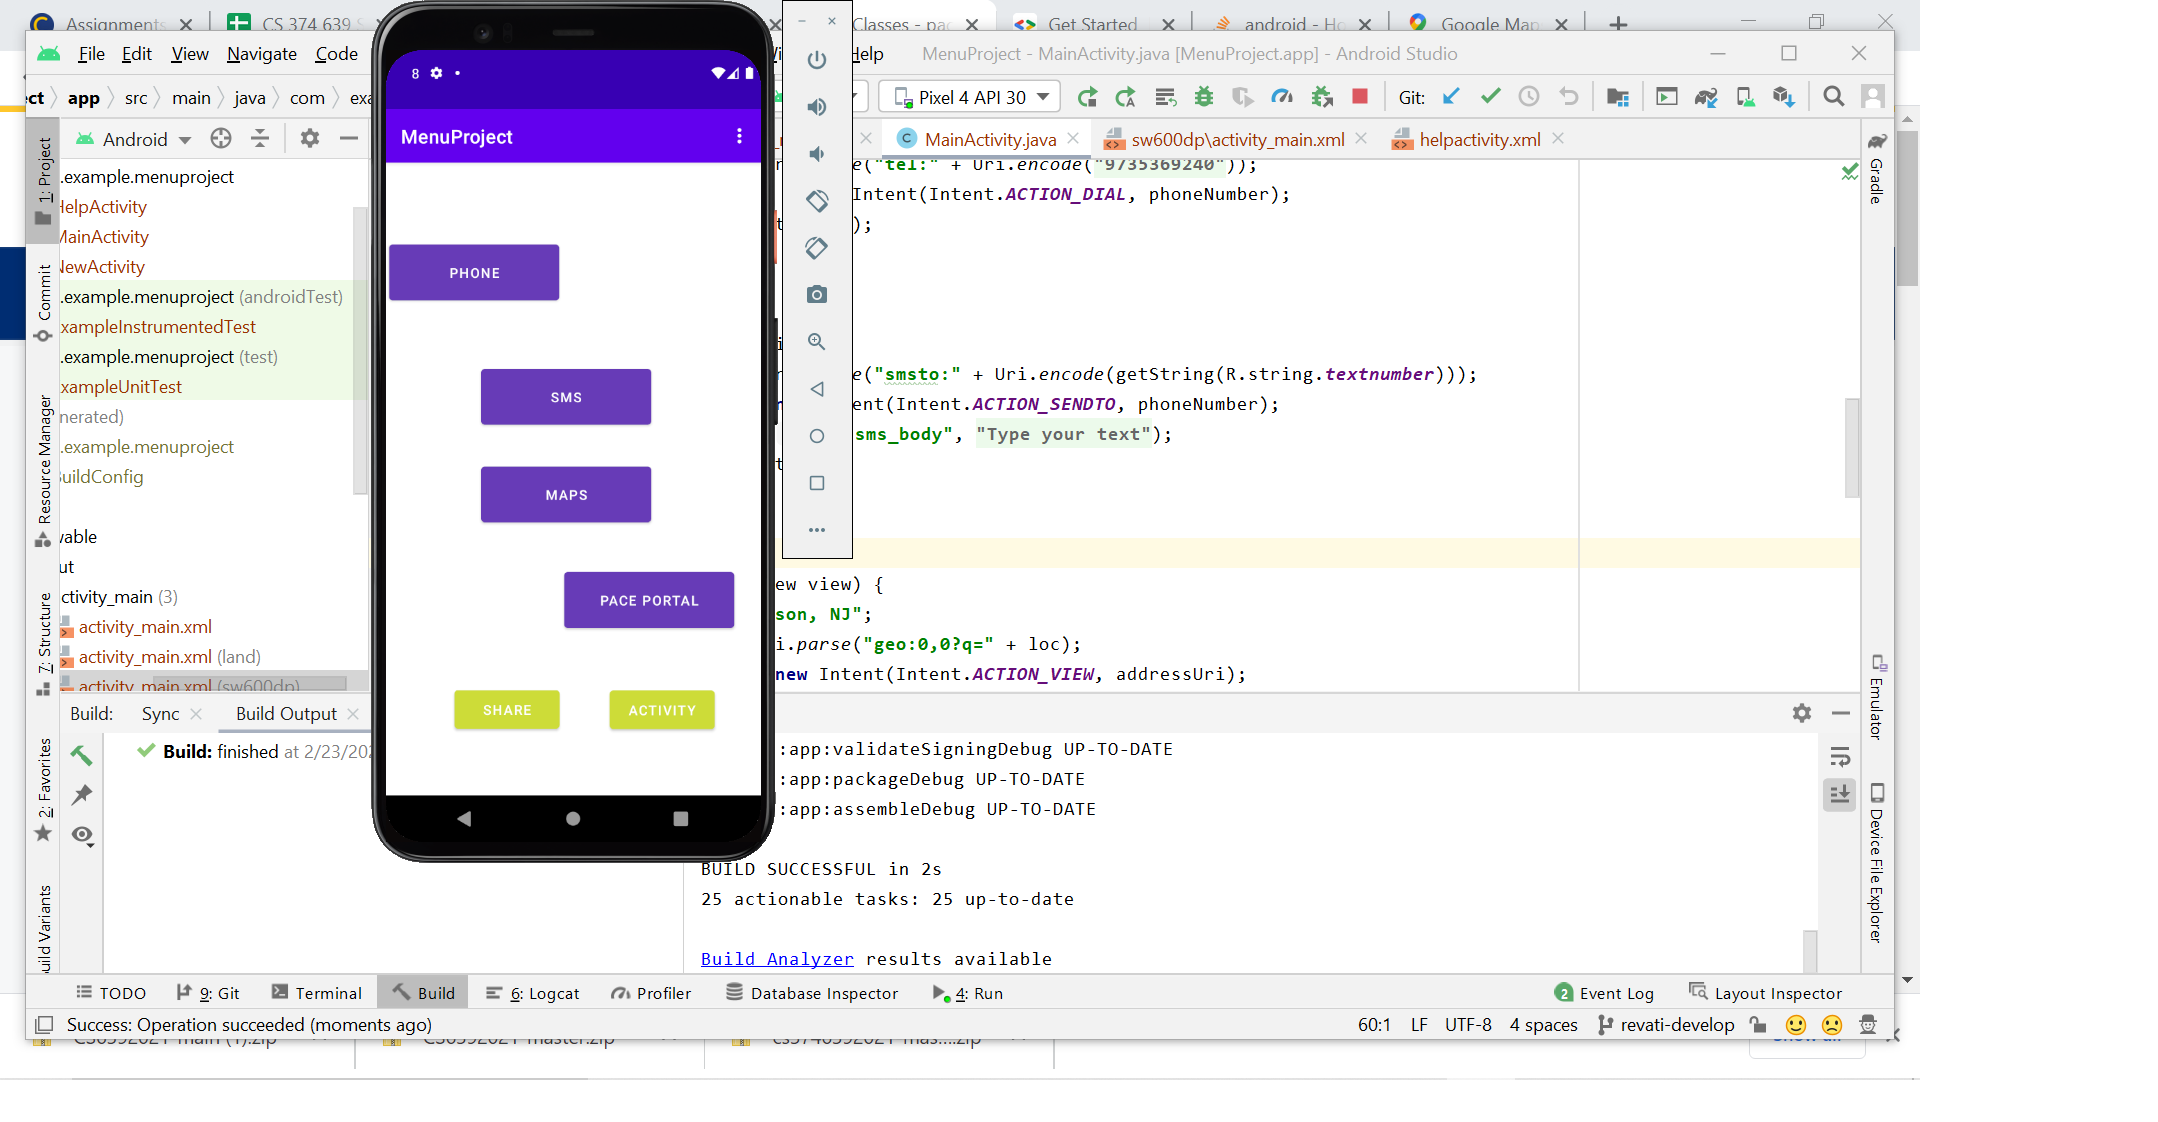 Assignments
CS 374 639 S
Classes - pac
Get Started
android - Ho
Google Map
File Edit View Navigate Code
Help
MenuProject - MainActivity.java [MenuProject.app] - Android Studio
ct app src main java com exa
Pixel 4 API 30
Git:
Android
MainActivity.java
sw600dp\activity_main.xml
helpactivity.xml
1: Project
Commit
Resource Manager
7: Structure
2: Favorites
uild Variants
.example.menuproject
HelpActivity
MainActivity
NewActivity
.example.menuproject (androidTest)
xampleInstrumentedTest
.example.menuproject (test)
xampleUnitTest
nerated)
.example.menuproject
BuildConfig
wable
ut
ctivity_main (3)
activity_main.xml
activity_main.xml (land)
activity_main.xml (sw600dp)
8
MenuProject
PHONE
SMS
MAPS
PACE PORTAL
SHARE
ACTIVITY
e("tel:" + Uri.encode("9735369240"));
Intent(Intent.ACTION_DIAL, phoneNumber);
t );
i
e("smsto:" + Uri.encode(getString(R.string.textnumber)));
ent(Intent.ACTION_SENDTO, phoneNumber);
sms_body", "Type your text");
t
ew view) {
son, NJ";
i.parse("geo:0,0?q=" + loc);
new Intent(Intent.ACTION_VIEW, addressUri);
Gradle
Emulator
Device File Explorer
Build: Sync Build Output
Build: finished at 2/23/202
:app:validateSigningDebug UP-TO-DATE
:app:packageDebug UP-TO-DATE
:app:assembleDebug UP-TO-DATE
BUILD SUCCESSFUL in 2s
25 actionable tasks: 25 up-to-date
Build Analyzer results available
TODO 9: Git Terminal Build 6: Logcat Profiler Database Inspector 4: Run 2 Event Log Layout Inspector
Success: Operation succeeded (moments ago)
60:1 LF UTF-8 4 spaces revati-develop